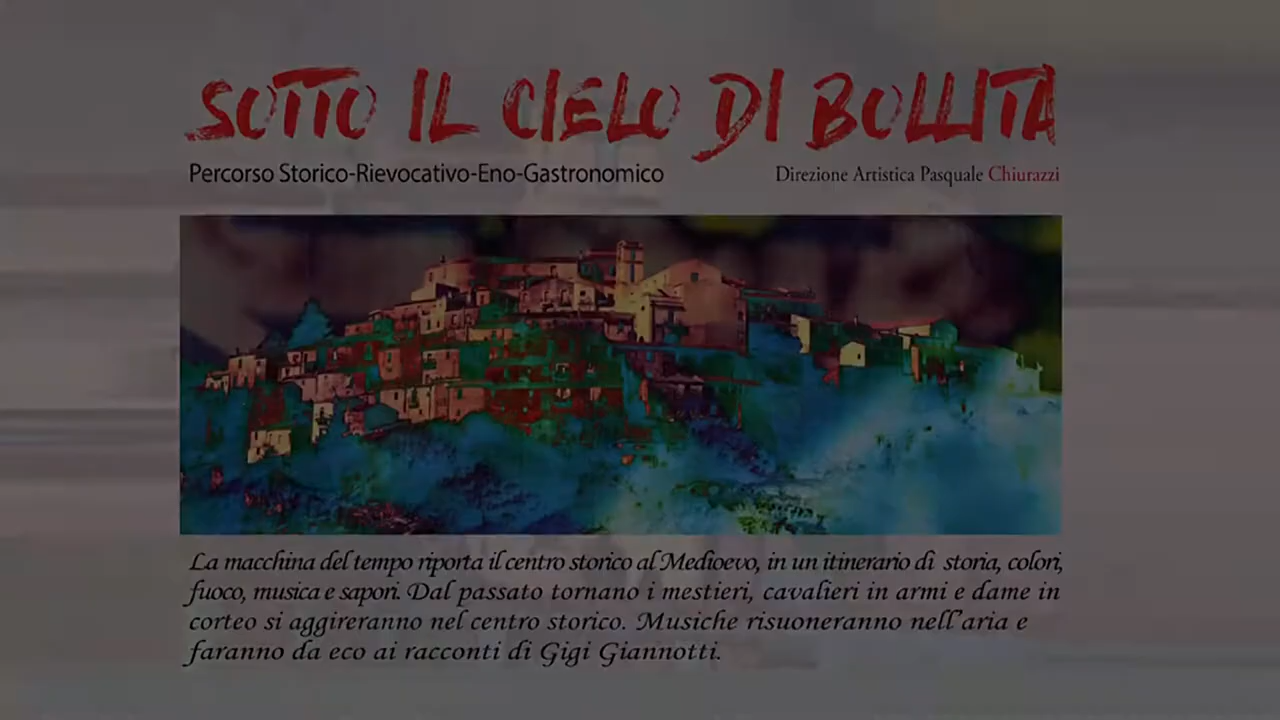 SOTTO IL CIELO DI BOLLITA
Percorso Storico-Rievocativo-Eno-Gastronomico
Direzione Artistica Pasquale Chiurazzi
La macchina del tempo riporta il centro storico al Medioevo, in un itinerario di storia, colori,
fuoco, musica e sapori. Dal passato tornano i mestieri, cavalieri in armi e dame in
corteo si aggireranno nel centro storico. Musiche risuoneranno nell'aria e
faranno da eco ai racconti di Gigi Giannotti.